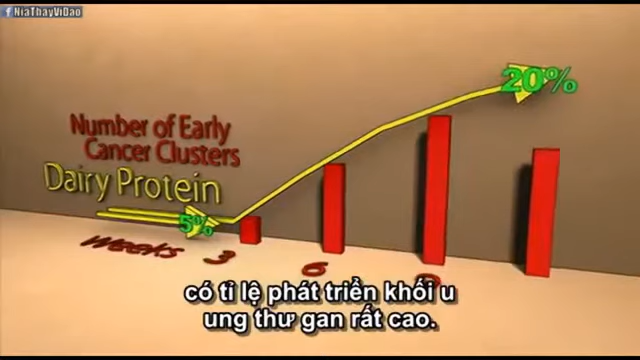 NiaThayViDao
20%
Number of Early
Cancer Clusters
Dairy Protein
5%
Weeks 3 6 9
có tỉ lệ phát triển khối u
ung thư gan rất cao.